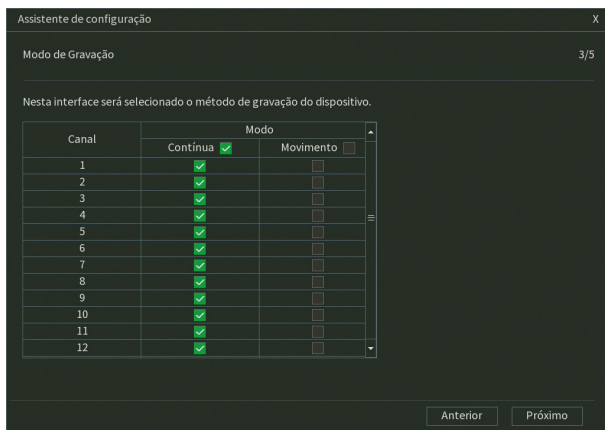 Assistente de configuração X
Modo de Gravação 3/5
Nesta interface será selecionado o método de gravação do dispositivo.
Canal Modo
Contínua Movimento
1
2
3
4
5
6
7
8
9
10
11
12
Anterior Próximo